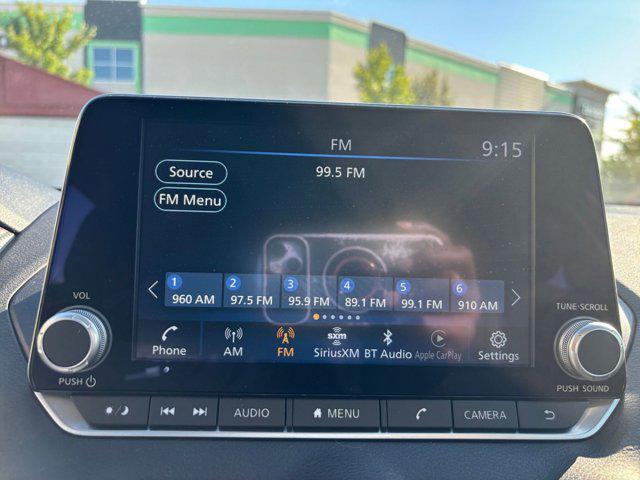 FM
9:15
Source
99.5 FM
FM Menu
1 2 3 4 5 6
960 AM 97.5 FM 95.9 FM 89.1 FM 99.1 FM 910 AM
VOL
TUNE·SCROLL
Phone AM FM SiriusXM BT Audio Apple CarPlay Settings
sxm
PUSH
PUSH SOUND
AUDIO MENU CAMERA